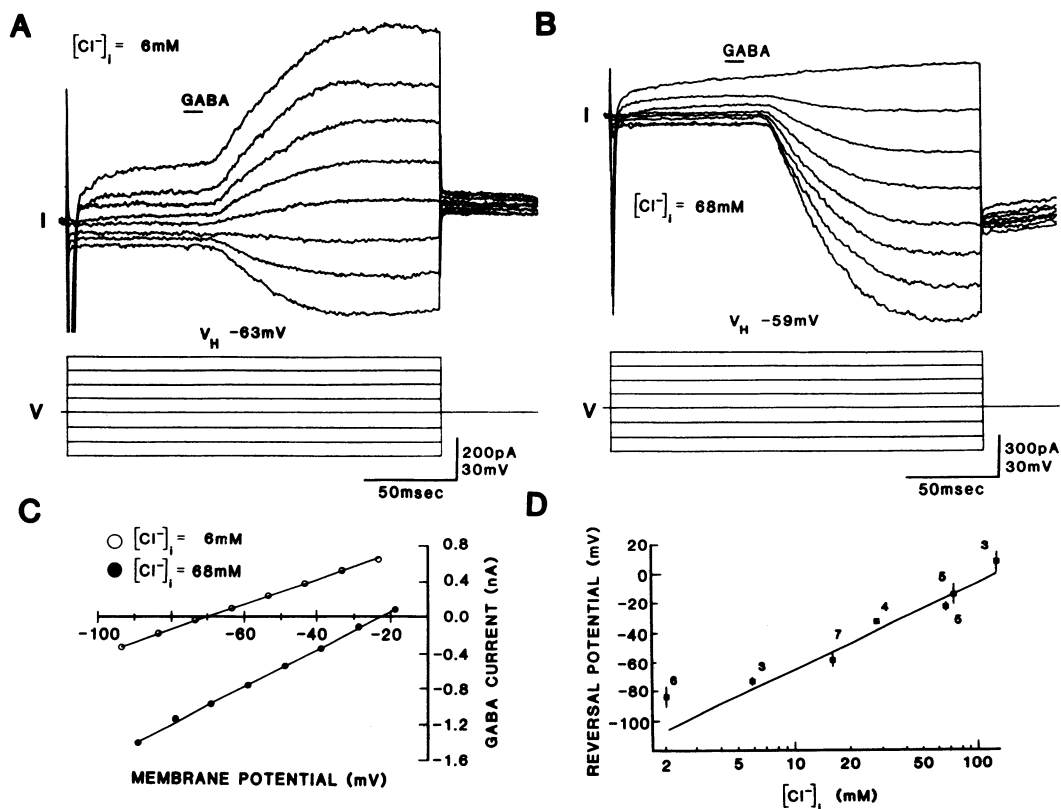 A
[Cl⁻]i = 6mM
GABA
I
VH -63mV
V
200pA
30mV
50msec
B
GABA
I
[Cl⁻]i = 68mM
VH -59mV
V
300pA
30mV
50msec
C
○ [Cl⁻]i = 6mM
● [Cl⁻]i = 68mM
0.8
0.4
0.0
-0.4
-0.8
-1.2
-1.6
-100 -80 -60 -40 -20
GABA CURRENT (nA)
MEMBRANE POTENTIAL (mV)
D
REVERSAL POTENTIAL (mV)
20
0
-20
-40
-60
-80
-100
6
3
7
4
5
6
3
2 5 10 20 50 100
[Cl⁻]i (mM)